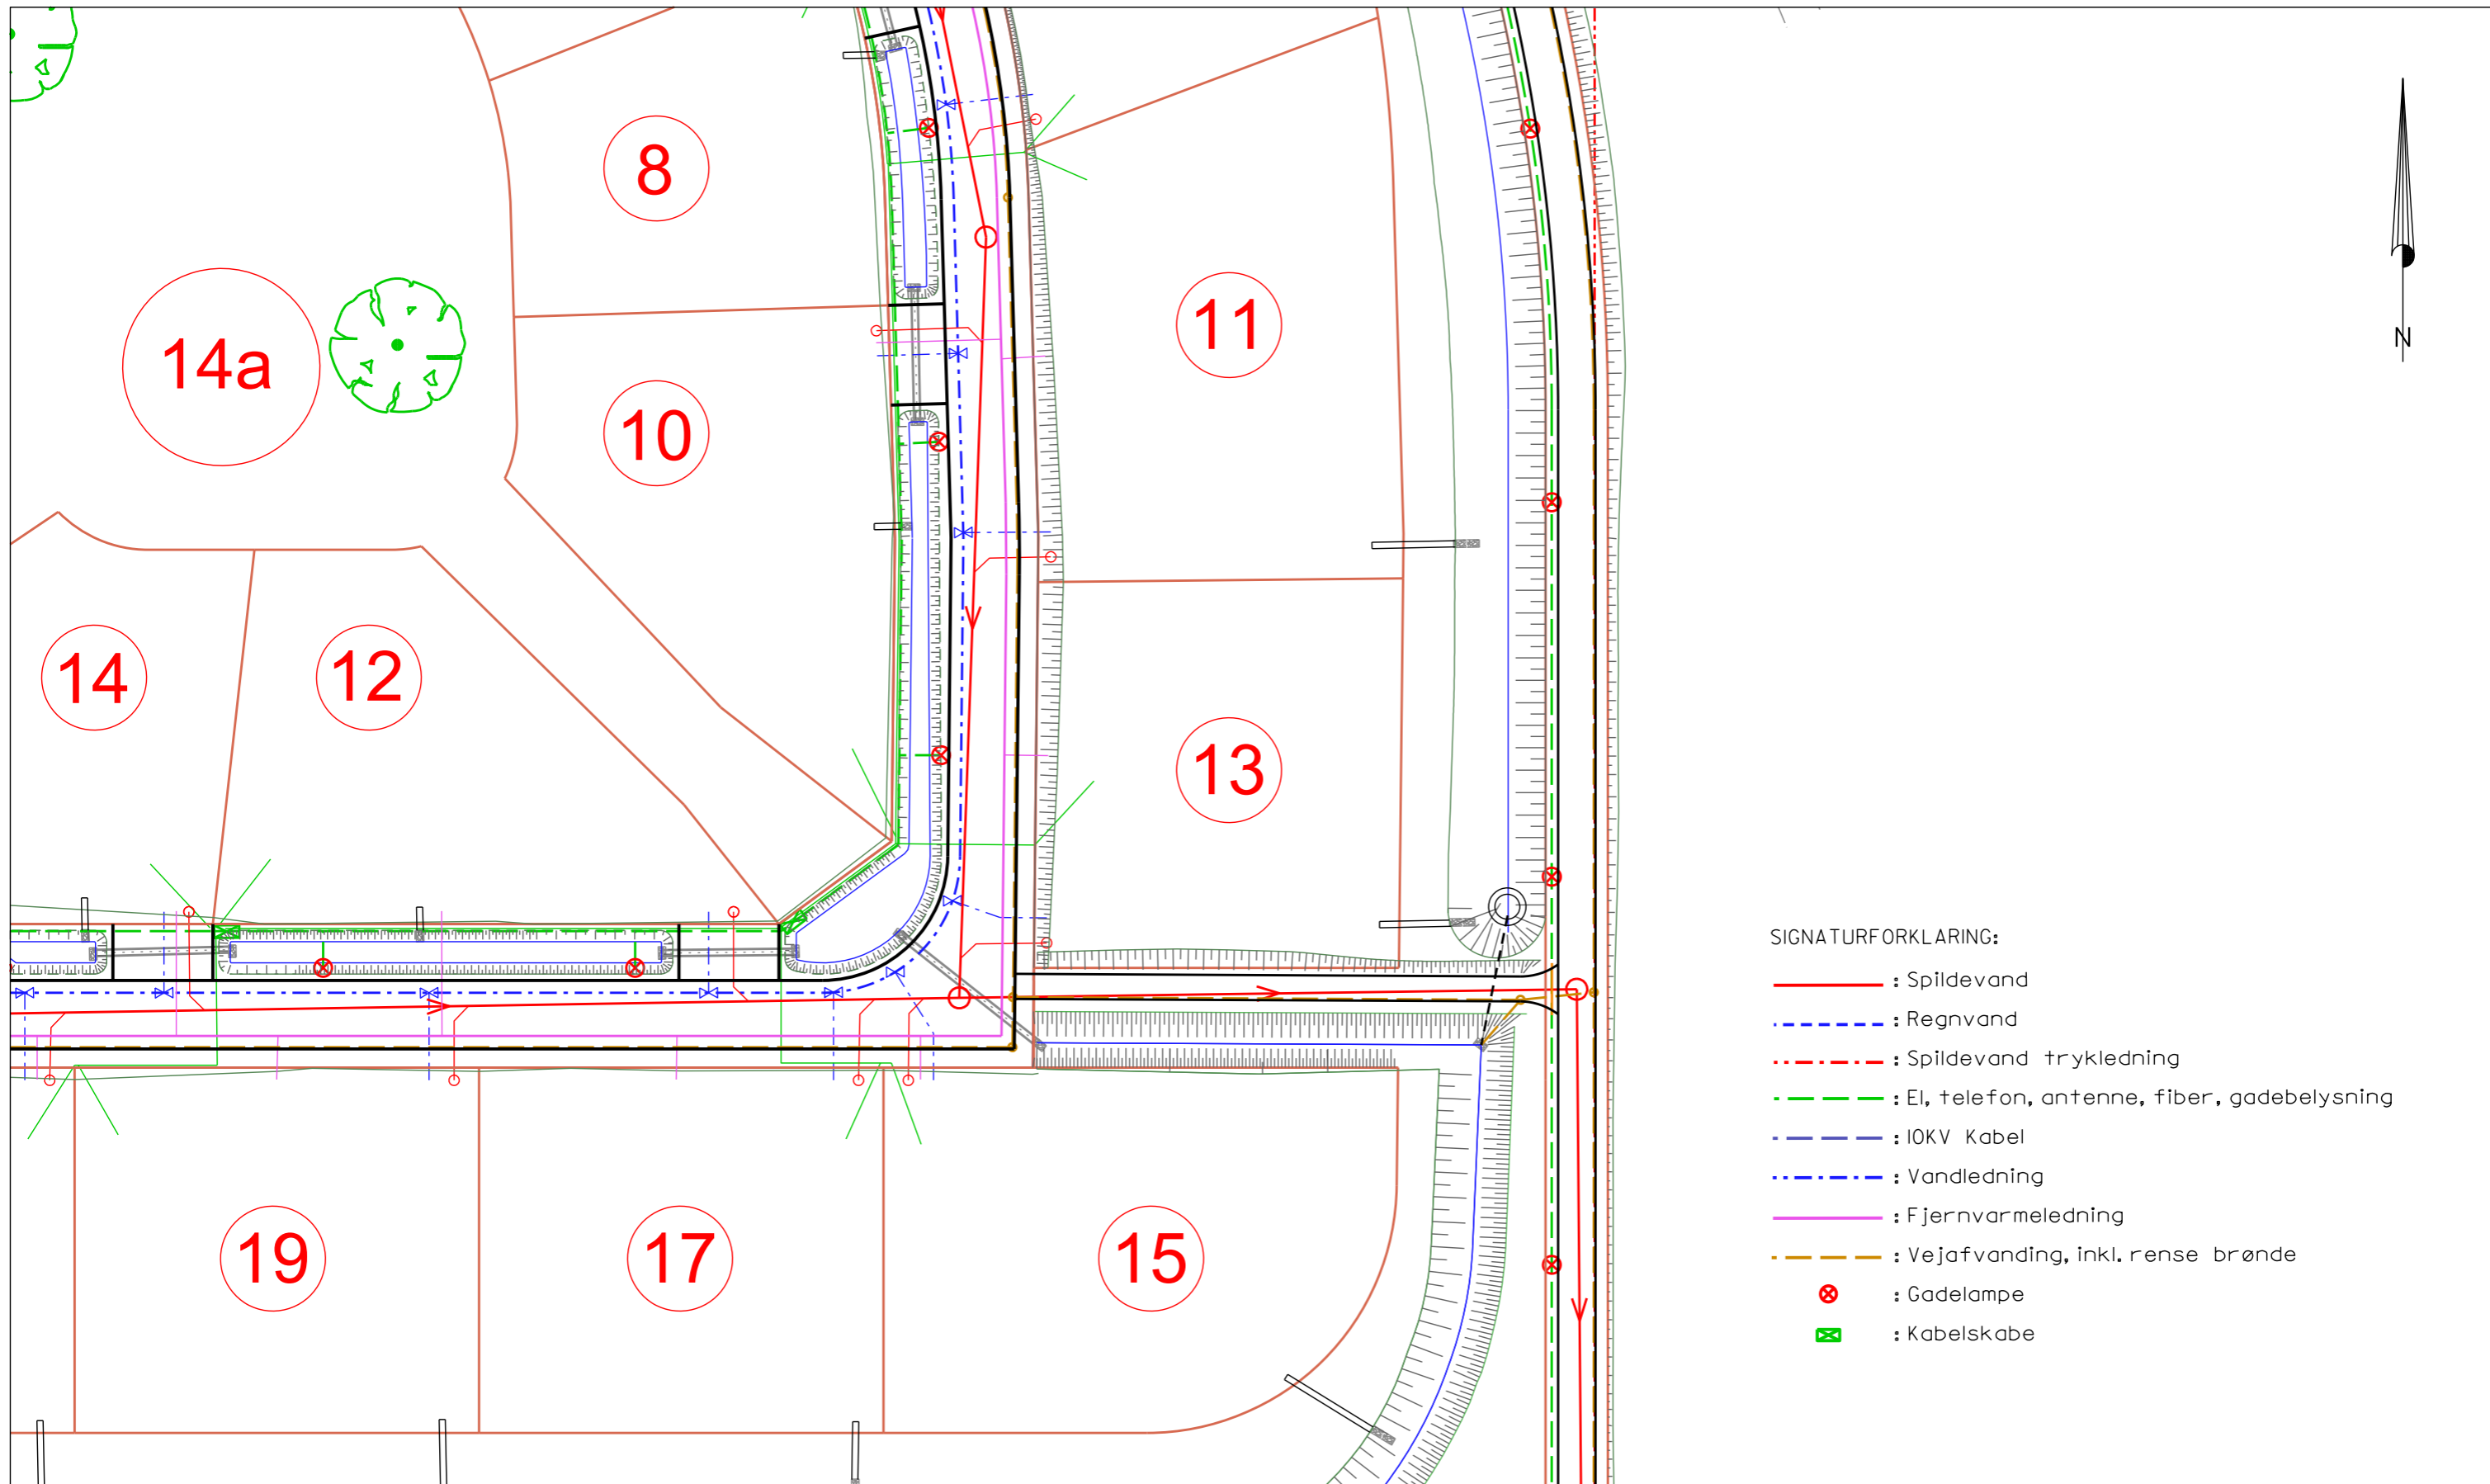 8
11
14a
10
N
14
12
13
19
17
15
SIGNATURFORKLARING:
: Spildevand
: Regnvand
: Spildevand trykledning
: El, telefon, antenne, fiber, gadebelysning
: 10KV Kabel
: Vandledning
: Fjernvarmeledning
: Vejafvanding, inkl. rense brønde
: Gadelampe
: Kabelskabe